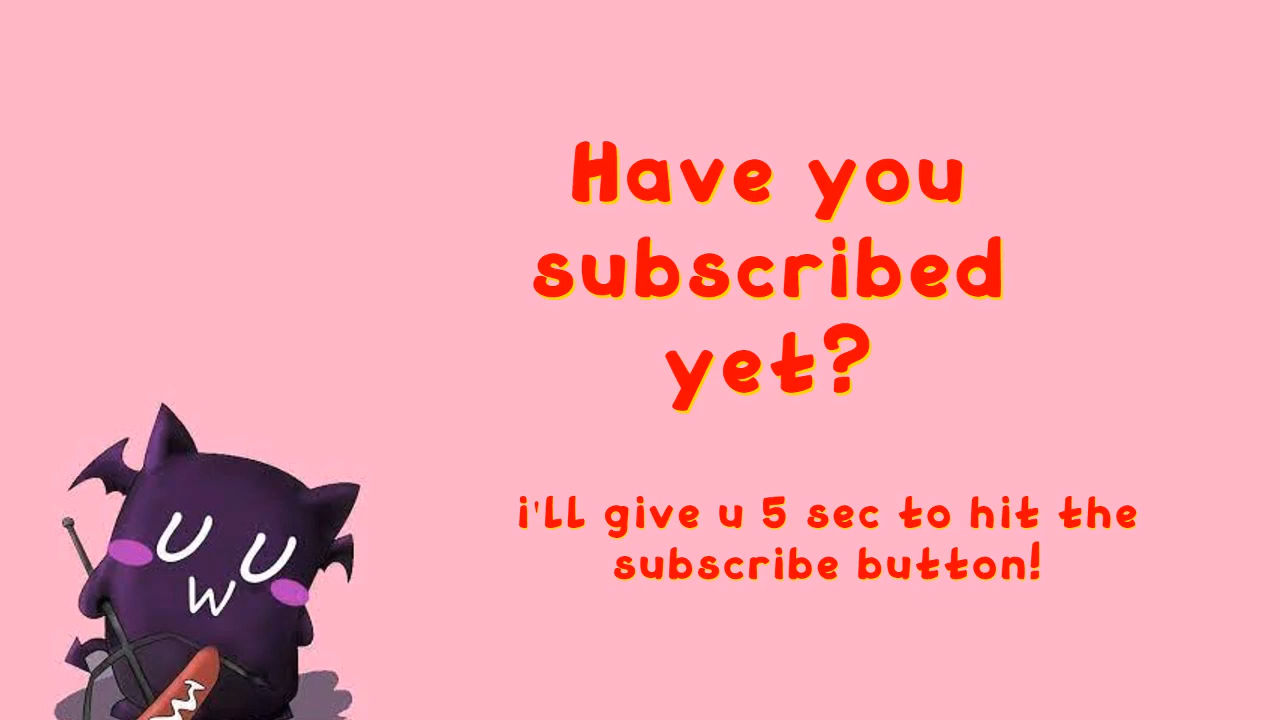 Have you
subscribed
yet?
i'll give u 5 sec to hit the
subscribe button!
U U
W